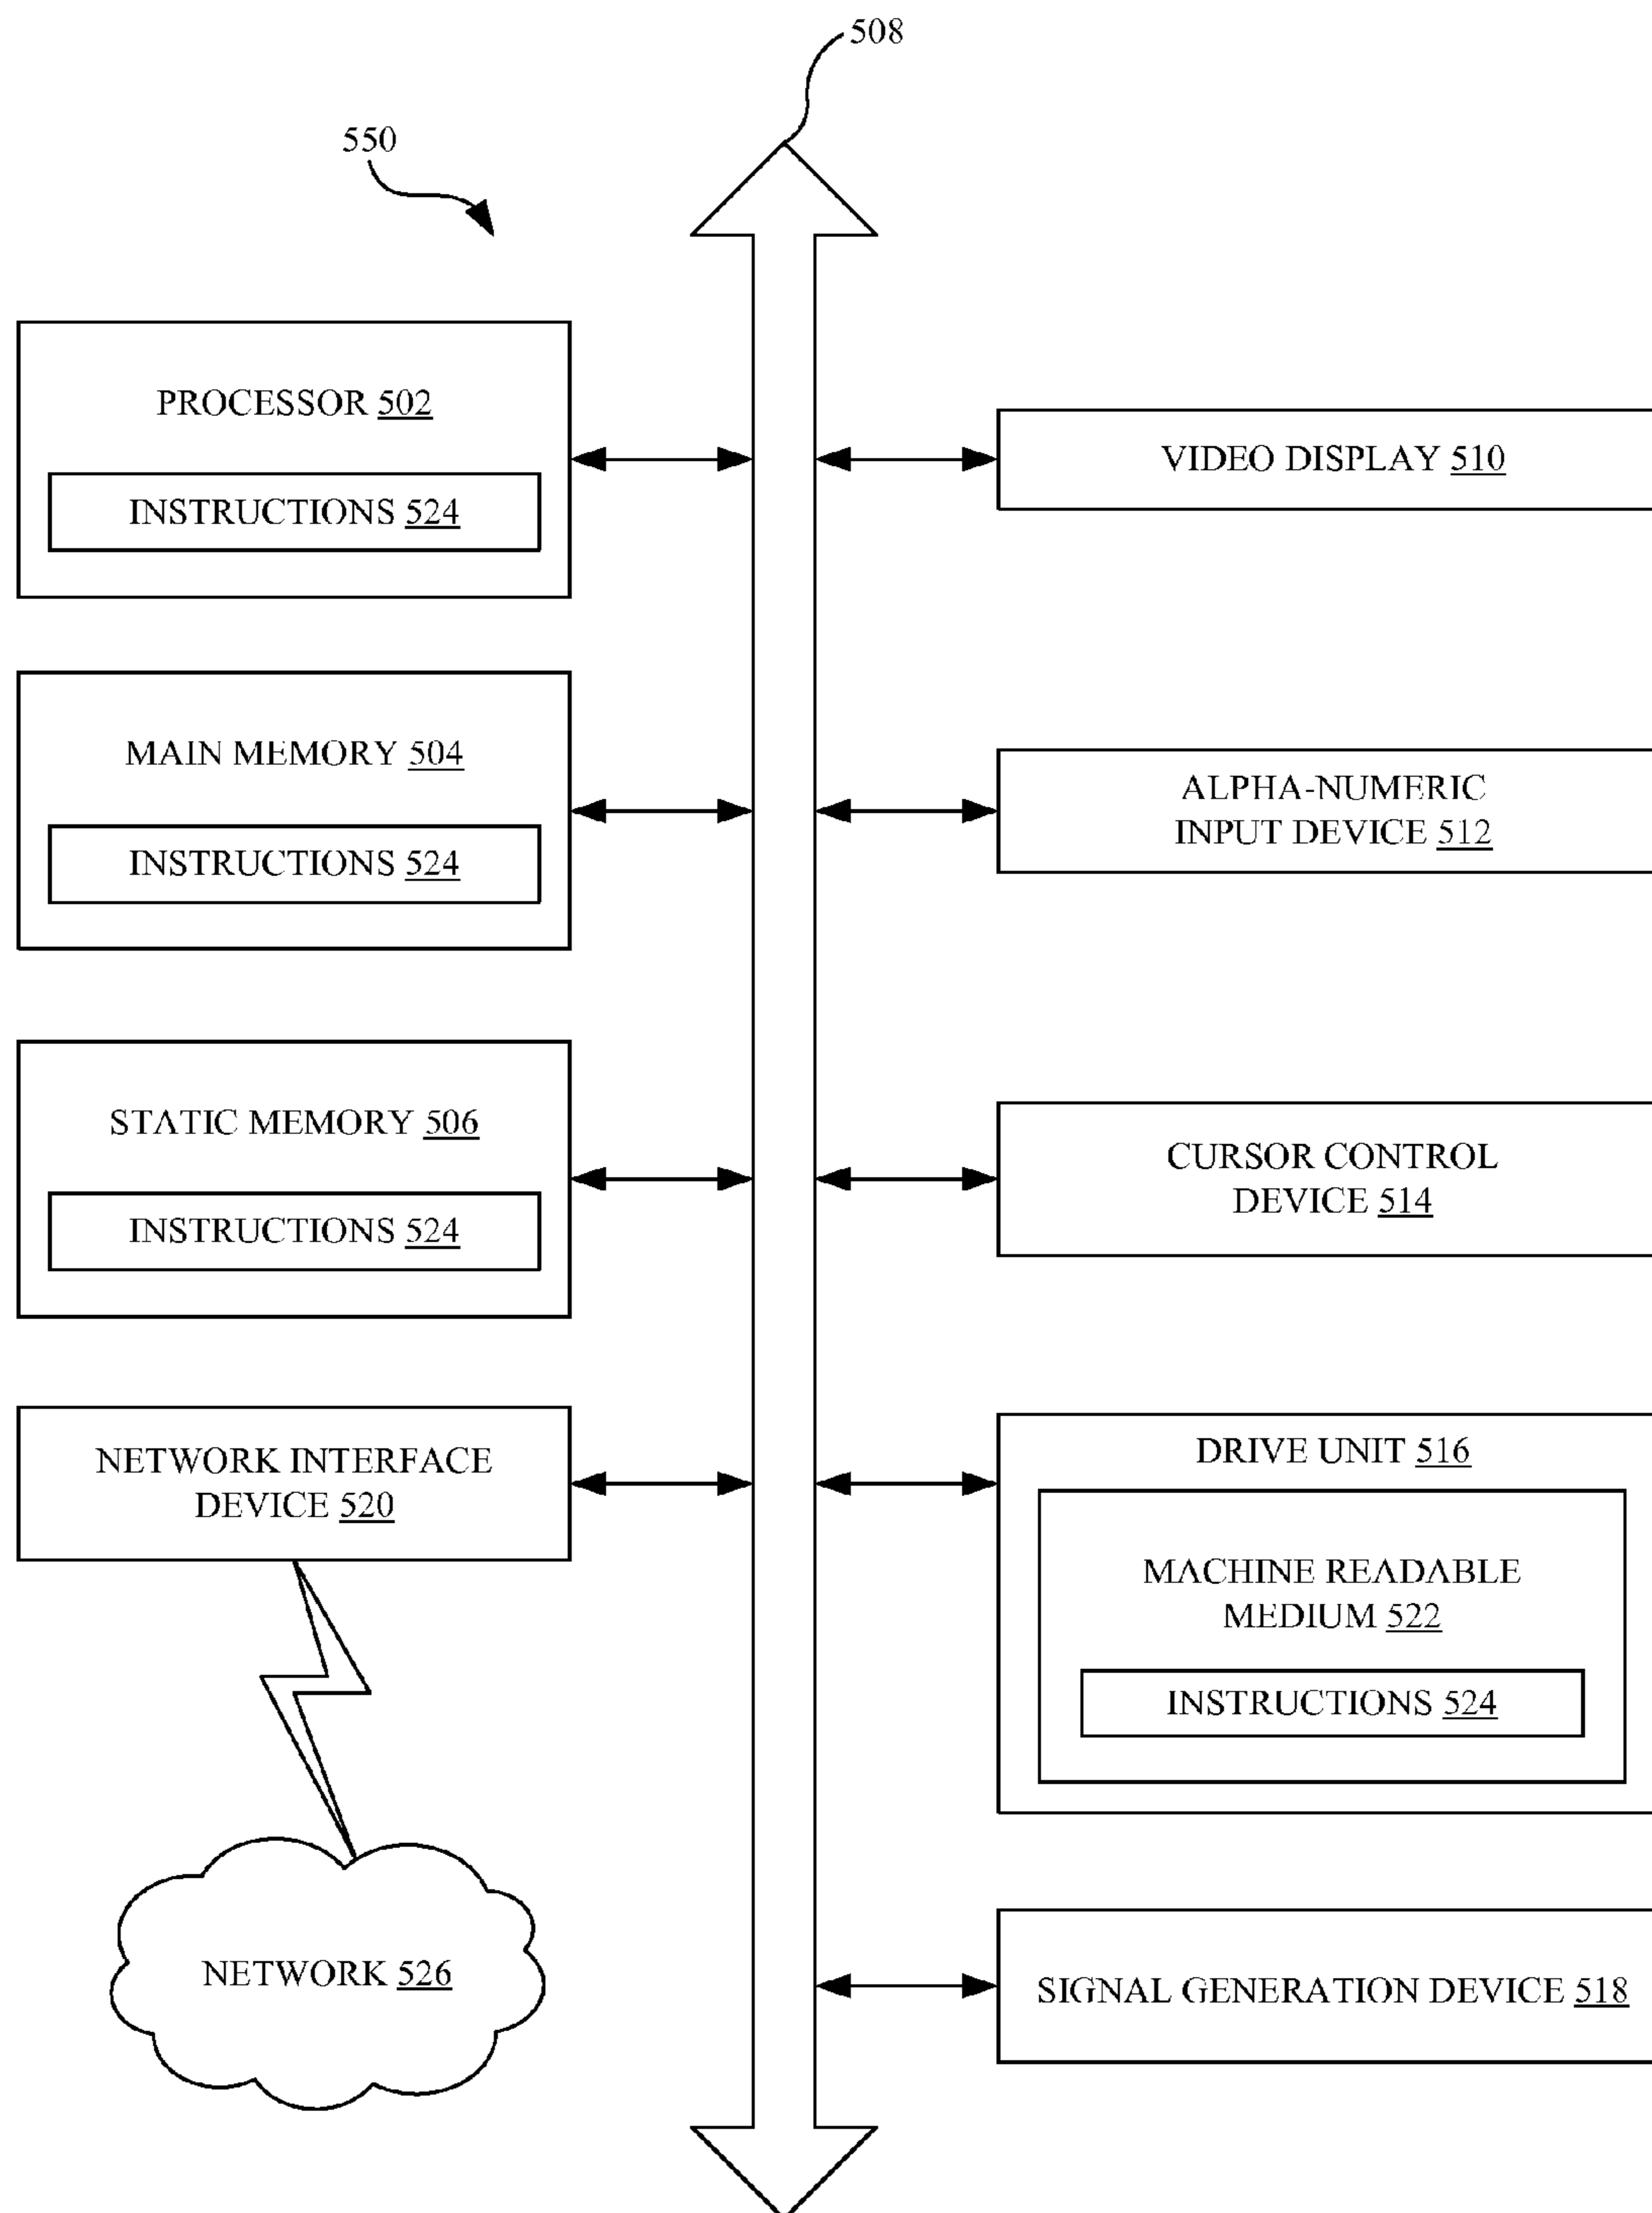 508
550
PROCESSOR 502
INSTRUCTIONS 524
MAIN MEMORY 504
INSTRUCTIONS 524
STATIC MEMORY 506
INSTRUCTIONS 524
NETWORK INTERFACE
DEVICE 520
NETWORK 526
VIDEO DISPLAY 510
ALPHA-NUMERIC
INPUT DEVICE 512
CURSOR CONTROL
DEVICE 514
DRIVE UNIT 516
MACHINE READABLE
MEDIUM 522
INSTRUCTIONS 524
SIGNAL GENERATION DEVICE 518